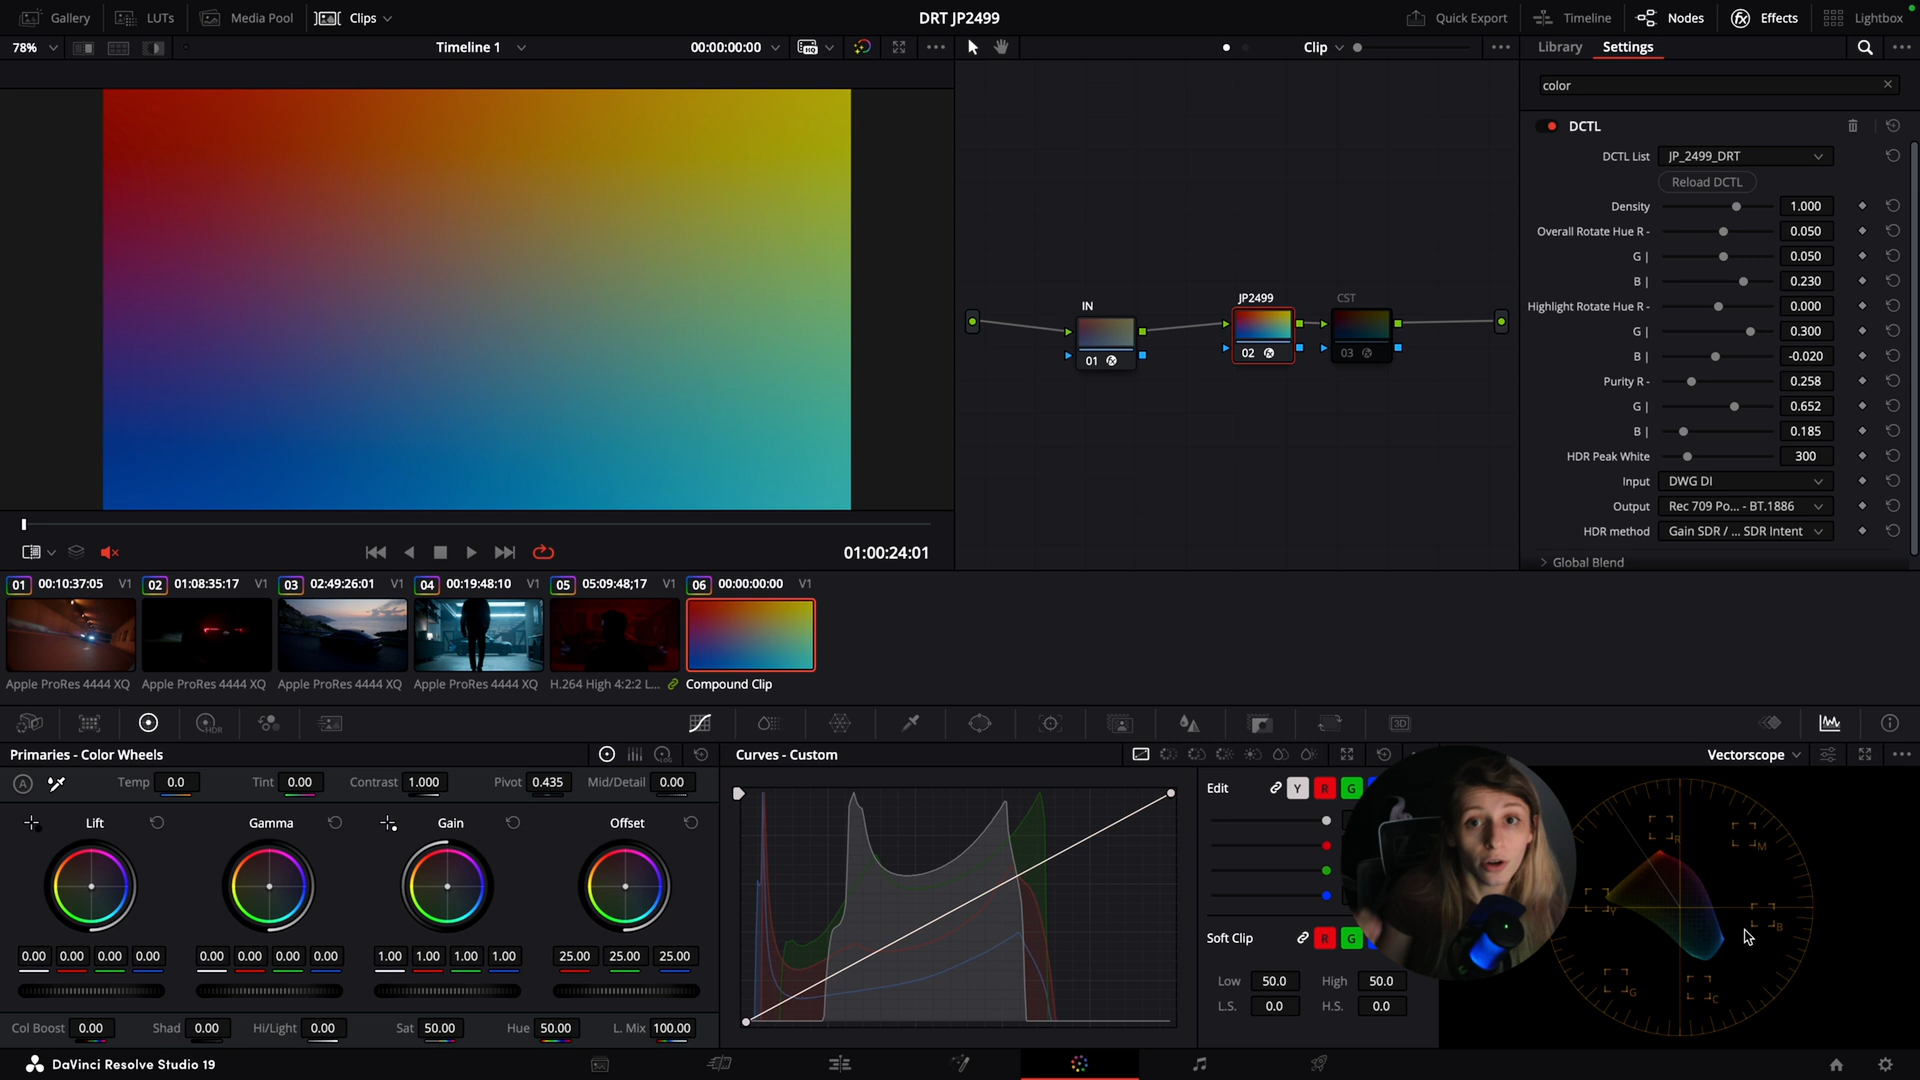 Gallery LUTs Media Pool Clips DRT JP2499 Quick Export Timeline Nodes Effects Lightbox
78% Timeline 1 00:00:00:00 HQ Clip Library Settings
color
DCTL
DCTL List JP_2499_DRT
Reload DCTL
Density 1.000
Overall Rotate Hue R - 0.050
G | 0.050
B | 0.230
Highlight Rotate Hue R - 0.000
G | 0.300
B | -0.020
Purity R - 0.258
G | 0.652
B | 0.185
HDR Peak White 300
Input DWG DI
Output Rec 709 Po... - BT.1886
HDR method Gain SDR / ... SDR Intent
Global Blend
IN
01
JP2499
02
CST
03
01:00:24:01
01 00:10:37:05 V1 02 01:08:35:17 V1 03 02:49:26:01 V1 04 00:19:48:10 V1 05 05:09:48;17 V1 06 00:00:00:00 V1
Apple ProRes 4444 XQ Apple ProRes 4444 XQ Apple ProRes 4444 XQ Apple ProRes 4444 XQ H.264 High 4:2:2 L... Compound Clip
HDR 3D
Primaries - Color Wheels LOG Curves - Custom Vectorscope
A Temp 0.0 Tint 0.00 Contrast 1.000 Pivot 0.435 Mid/Detail 0.00
Lift Gamma Gain Offset
0.00 0.00 0.00 0.00 0.00 0.00 0.00 0.00 1.00 1.00 1.00 1.00 25.00 25.00 25.00
Col Boost 0.00 Shad 0.00 Hi/Light 0.00 Sat 50.00 Hue 50.00 L. Mix 100.00
Edit Y R G
Soft Clip R G
Low 50.0 High 50.0
L.S. 0.0 H.S. 0.0
R M
Y B
G C
DaVinci Resolve Studio 19